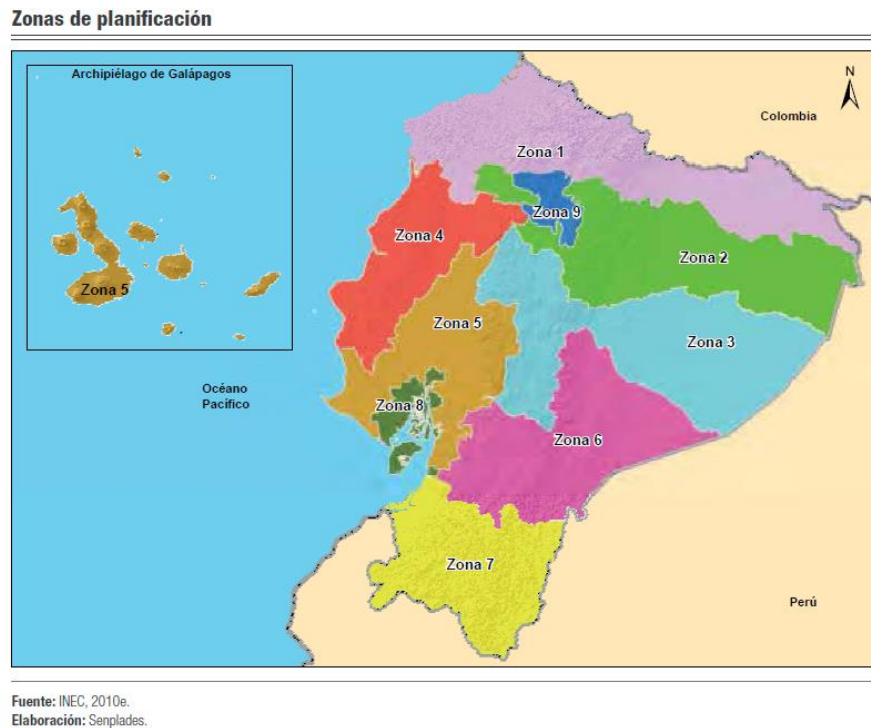 Zonas de planificación
Archipiélago de Galápagos
N
Colombia
Zona 1
Zona 9
Zona 4
Zona 2
Zona 5
Zona 5
Zona 3
Océano
Pacífico
Zona 8
Zona 6
Zona 7
Perú
Fuente: INEC, 2010e.
Elaboración: Senplades.